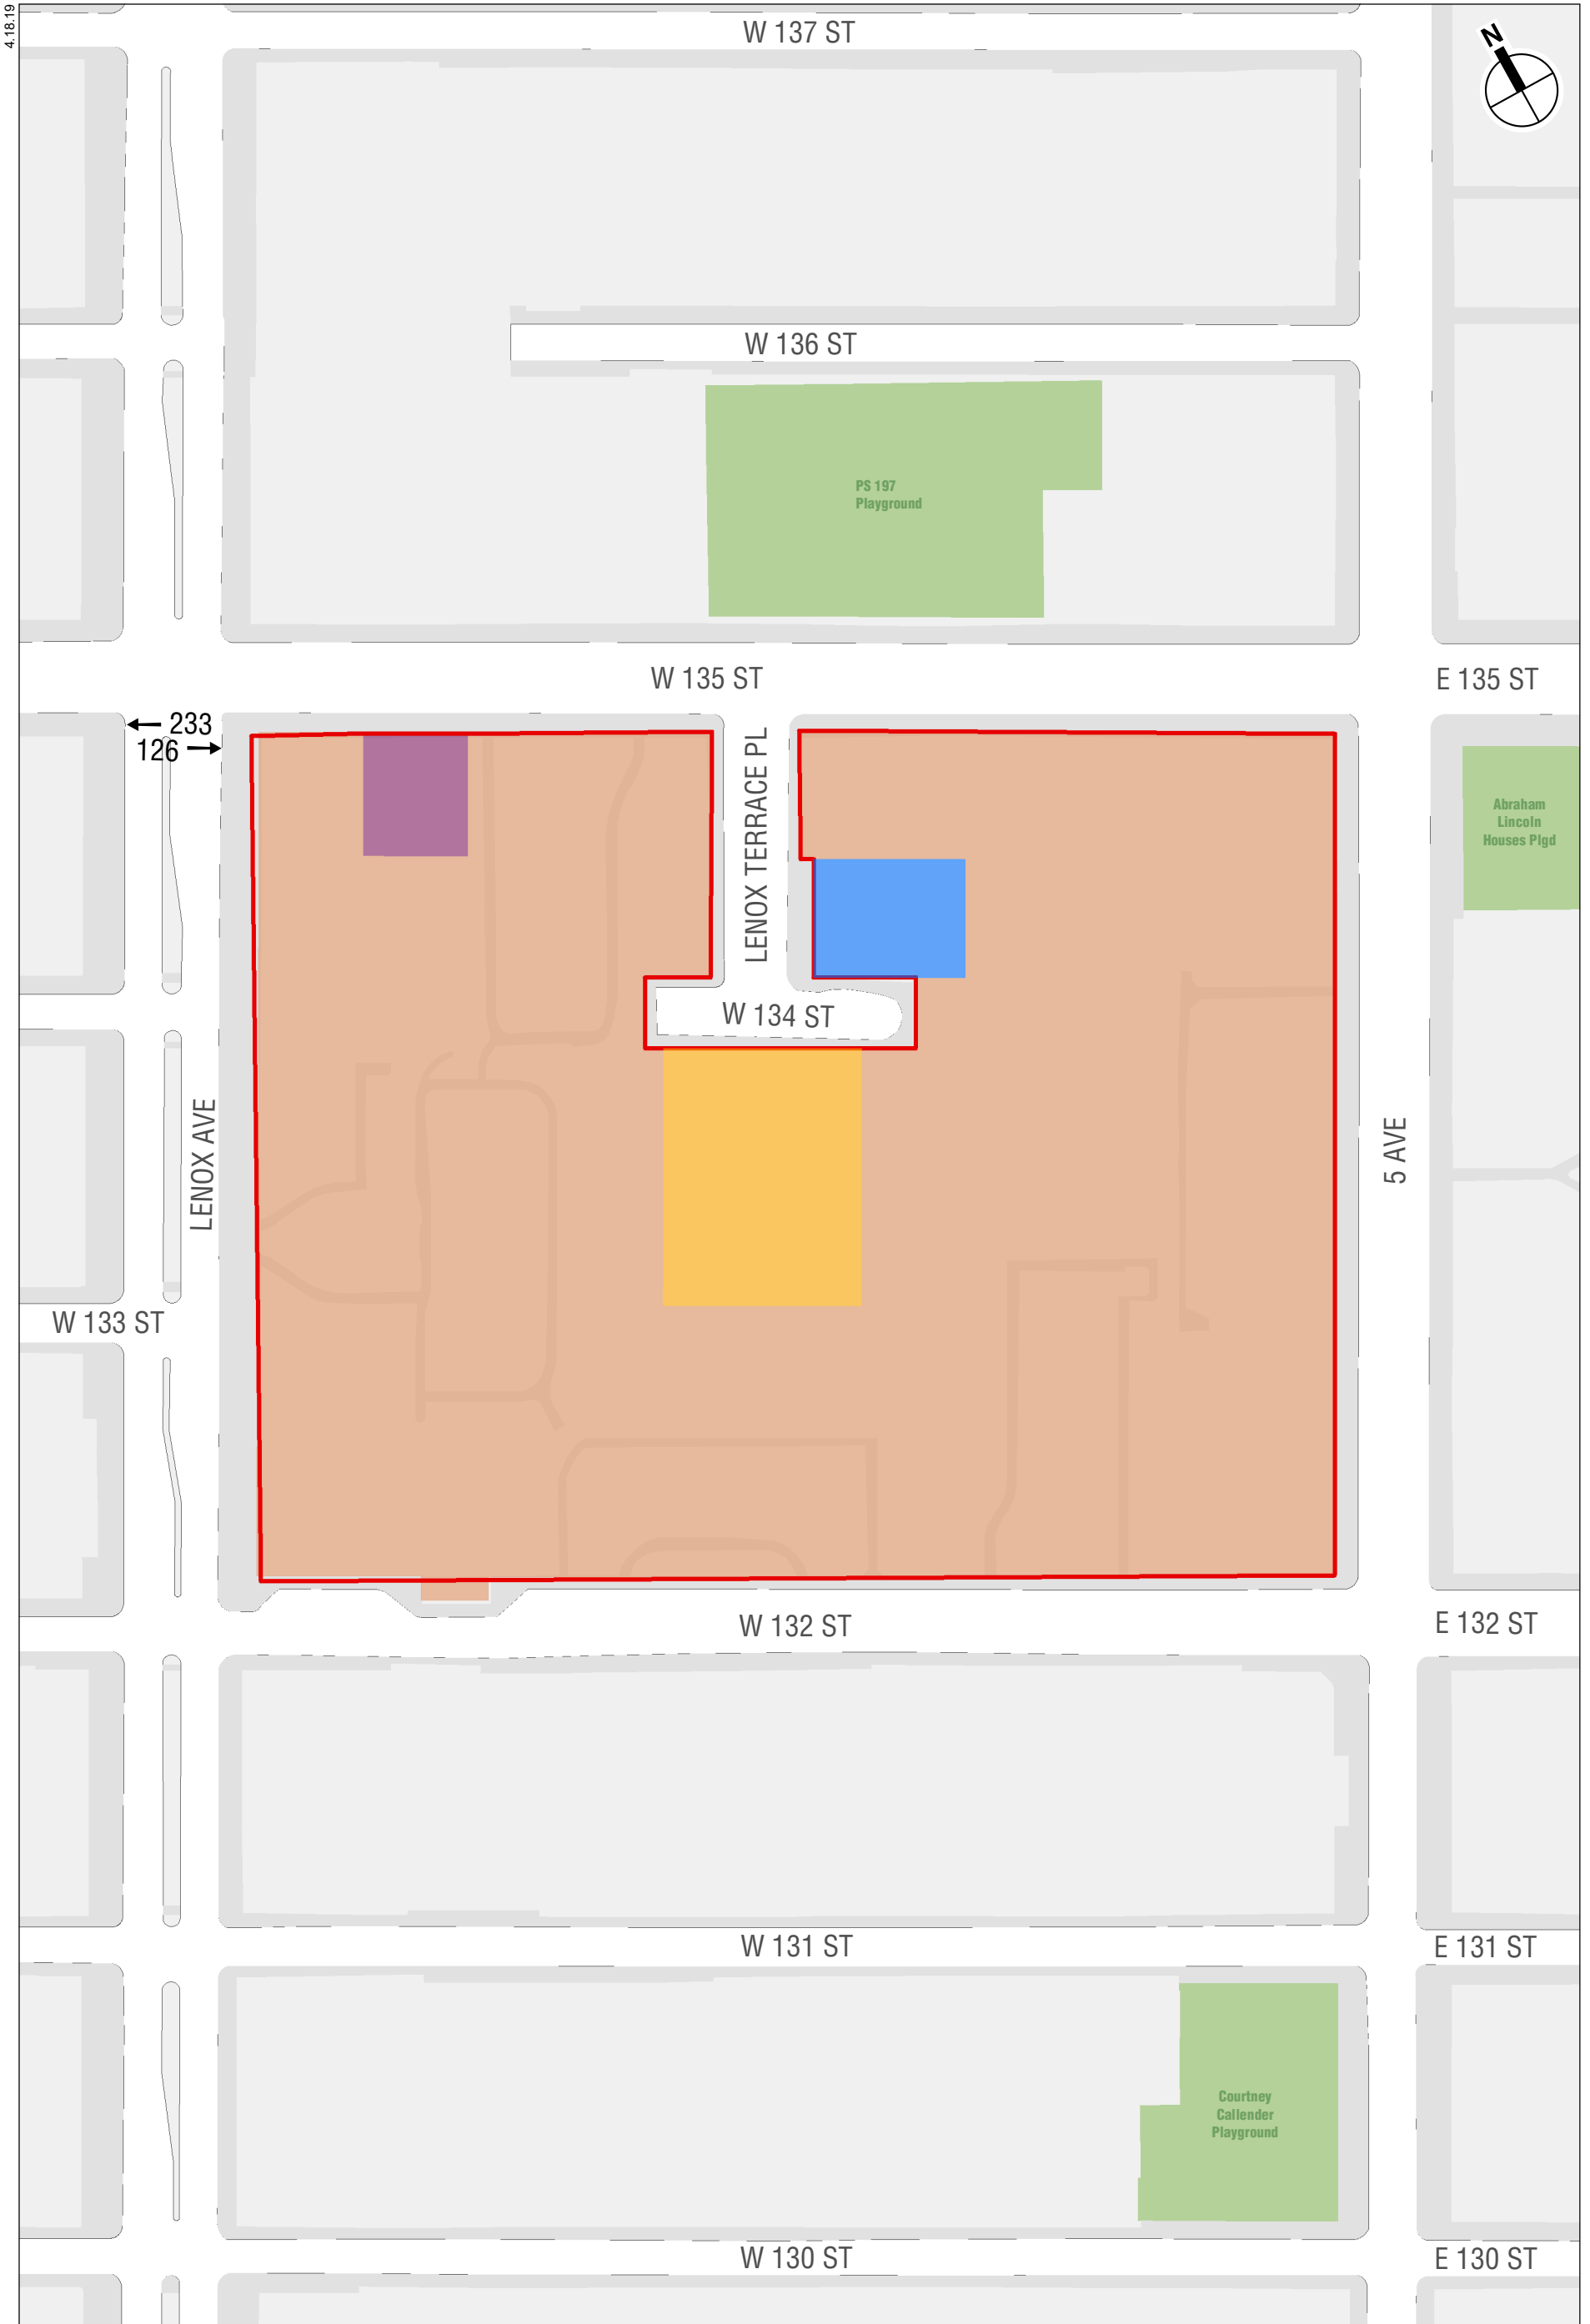 4.18.19
W 137 ST
N
W 136 ST
PS 197
Playground
W 135 ST
E 135 ST
233
126
LENOX TERRACE PL
Abraham
Lincoln
Houses Plgd
W 134 ST
LENOX AVE
5 AVE
W 133 ST
W 132 ST
E 132 ST
W 131 ST
E 131 ST
Courtney
Callender
Playground
W 130 ST
E 130 ST